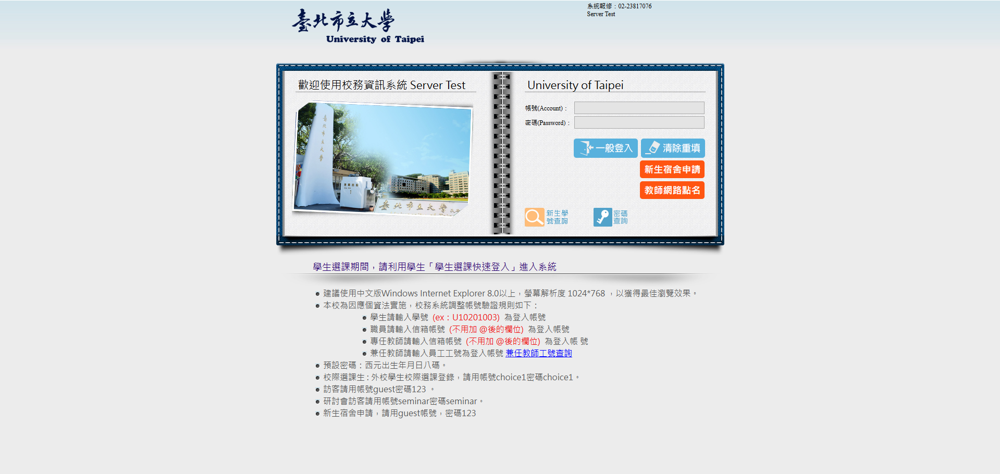 臺北市立大學
University of Taipei
系統報修：02-23817076
Server Test
歡迎使用校務資訊系統 Server Test
臺北市立大學
臺北市立大學
University of Taipei
帳號(Account)：
密碼(Password)：
一般登入
清除重填
新生宿舍申請
教師網路點名
新生學
號查詢
密碼
查詢
學生選課期間，請利用學生「學生選課快速登入」進入系統
建議使用中文版Windows Internet Explorer 8.0以上，螢幕解析度 1024*768 ，以獲得最佳瀏覽效果。
本校為因應個資法實施，校務系統調整帳號驗證規則如下：
學生請輸入學號 (ex：U10201003) 為登入帳號
職員請輸入信箱帳號 (不用加 @後的欄位) 為登入帳號
專任教師請輸入信箱帳號 (不用加 @後的欄位) 為登入帳 號
兼任教師請輸入員工工號為登入帳號 兼任教師工號查詢
預設密碼：西元出生年月日八碼。
校際選課生 : 外校學生校際選課登錄，請用帳號choice1密碼choice1。
訪客請用帳號guest密碼123 。
研討會訪客請用帳號seminar密碼seminar。
新生宿舍申請，請用guest帳號，密碼123